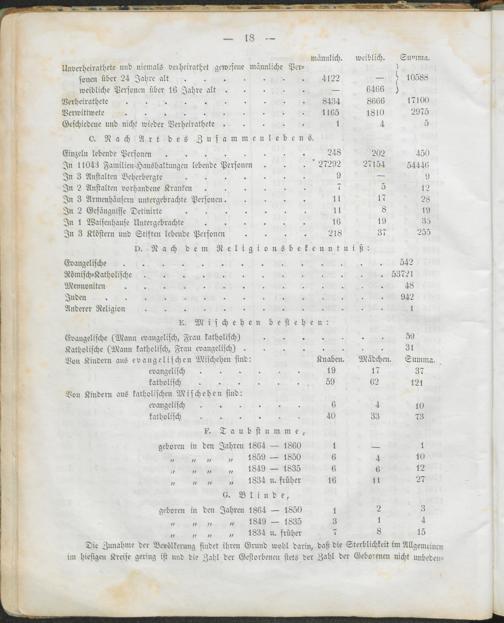 — 18 —
männlich. weiblich. Summa.
Unverheirathete und niemals verheirathet gewesene männliche Per-
sonen über 24 Jahre alt . . . . . . . 4122 — } 10588
weibliche Personen über 16 Jahre alt . . . . . — 6466
Verheirathete . . . . . . . . . . 8434 8666 17100
Verwittwete . . . . . . . . . . 1165 1810 2975
Geschiedene und nicht wieder Verheirathete . . . . . 1 4 5
C. Nach Art des Zusammenlebens.
Einzeln lebende Personen . . . . . . . . 248 202 450
In 11043 Familien-Haushaltungen lebende Personen . . . 27292 27154 54446
In 3 Anstalten Beherbergte . . . . . . . 9 — 9
In 2 Anstalten vorhandene Kranken . . . . . . 7 5 12
In 3 Armenhäusern untergebrachte Personen . . . . . 11 17 28
In 2 Gefängnisse Detinirte . . . . . . . 11 8 19
In 1 Waisenhause Untergebrachte . . . . . . 16 19 35
In 3 Klöstern und Stiften lebende Personen . . . . . 218 37 255
D. Nach dem Religionsbekenntniß:
Evangelische . . . . . . . . . . . 542
Römisch-Katholische . . . . . . . . . . 53721
Mennoniten . . . . . . . . . . . 48
Juden . . . . . . . . . . . . 942
Anderer Religion . . . . . . . . . . 1
E. Mischehen bestehen:
Evangelische (Mann evangelisch, Frau katholisch) . . . . . . 59
Katholische (Mann katholisch, Frau evangelisch) . . . . . . 31
Von Kindern aus evangelischen Mischehen sind: Knaben. Mädchen. Summa.
evangelisch . . . . . 19 17 37
katholisch . . . . . 59 62 121
Von Kindern aus katholischen Mischehen sind:
evangelisch . . . . . 6 4 10
katholisch . . . . . 40 33 73
F. Taubstumme,
geboren in den Jahren 1864 — 1860 1 — 1
„ „ „ „ 1859 — 1850 6 4 10
„ „ „ „ 1849 — 1835 6 6 12
„ „ „ „ 1834 u. früher 16 11 27
G. Blinde,
geboren in den Jahren 1864 — 1850 1 2 3
„ „ „ „ 1849 — 1835 3 1 4
„ „ „ „ 1834 u. früher 7 8 15
Die Zunahme der Bevölkerung findet ihren Grund wohl darin, daß die Sterblichkeit im Allgemeinen
im hiesigen Kreise gering ist und die Zahl der Gestorbenen stets der Zahl der Geborenen nicht unbeden-